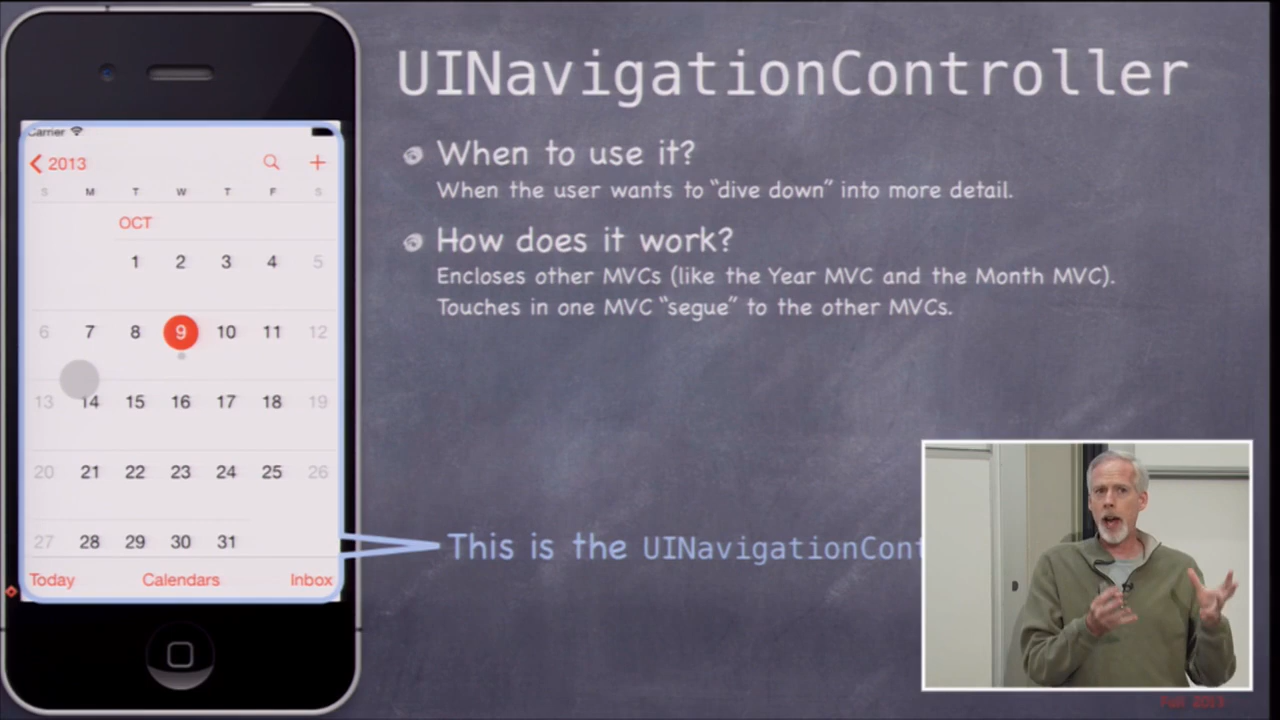 UINavigationController
When to use it?
When the user wants to “dive down” into more detail.
How does it work?
Encloses other MVCs (like the Year MVC and the Month MVC).
Touches in one MVC “segue” to the other MVCs.
This is the UINavigationCont
Carrier
2013 +
S M T W T F S
OCT
1 2 3 4 5
6 7 8 9 10 11 12
13 14 15 16 17 18 19
20 21 22 23 24 25 26
27 28 29 30 31
Today Calendars Inbox
Fall 2013